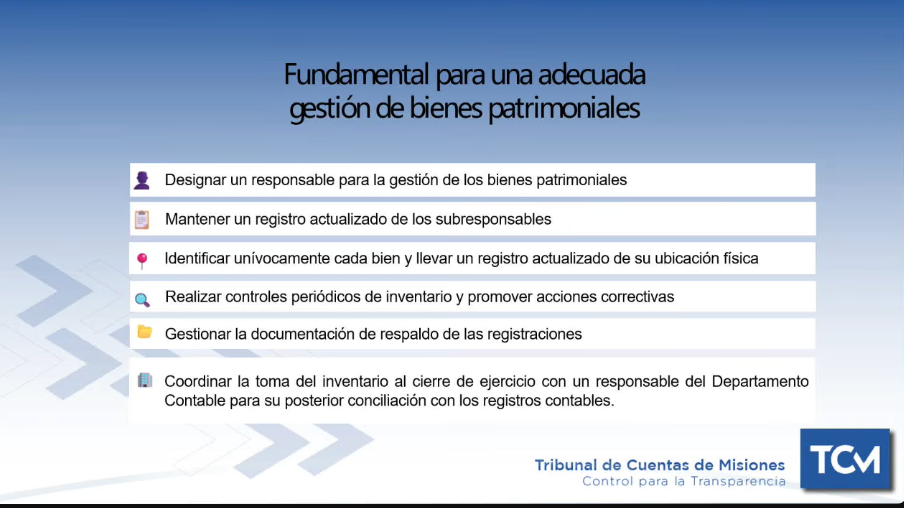 Fundamental para una adecuada
gestión de bienes patrimoniales
Designar un responsable para la gestión de los bienes patrimoniales
Mantener un registro actualizado de los subresponsables
Identificar unívocamente cada bien y llevar un registro actualizado de su ubicación física
Realizar controles periódicos de inventario y promover acciones correctivas
Gestionar la documentación de respaldo de las registraciones
Coordinar la toma del inventario al cierre de ejercicio con un responsable del Departamento
Contable para su posterior conciliación con los registros contables.
Tribunal de Cuentas de Misiones
Control para la Transparencia
TCM